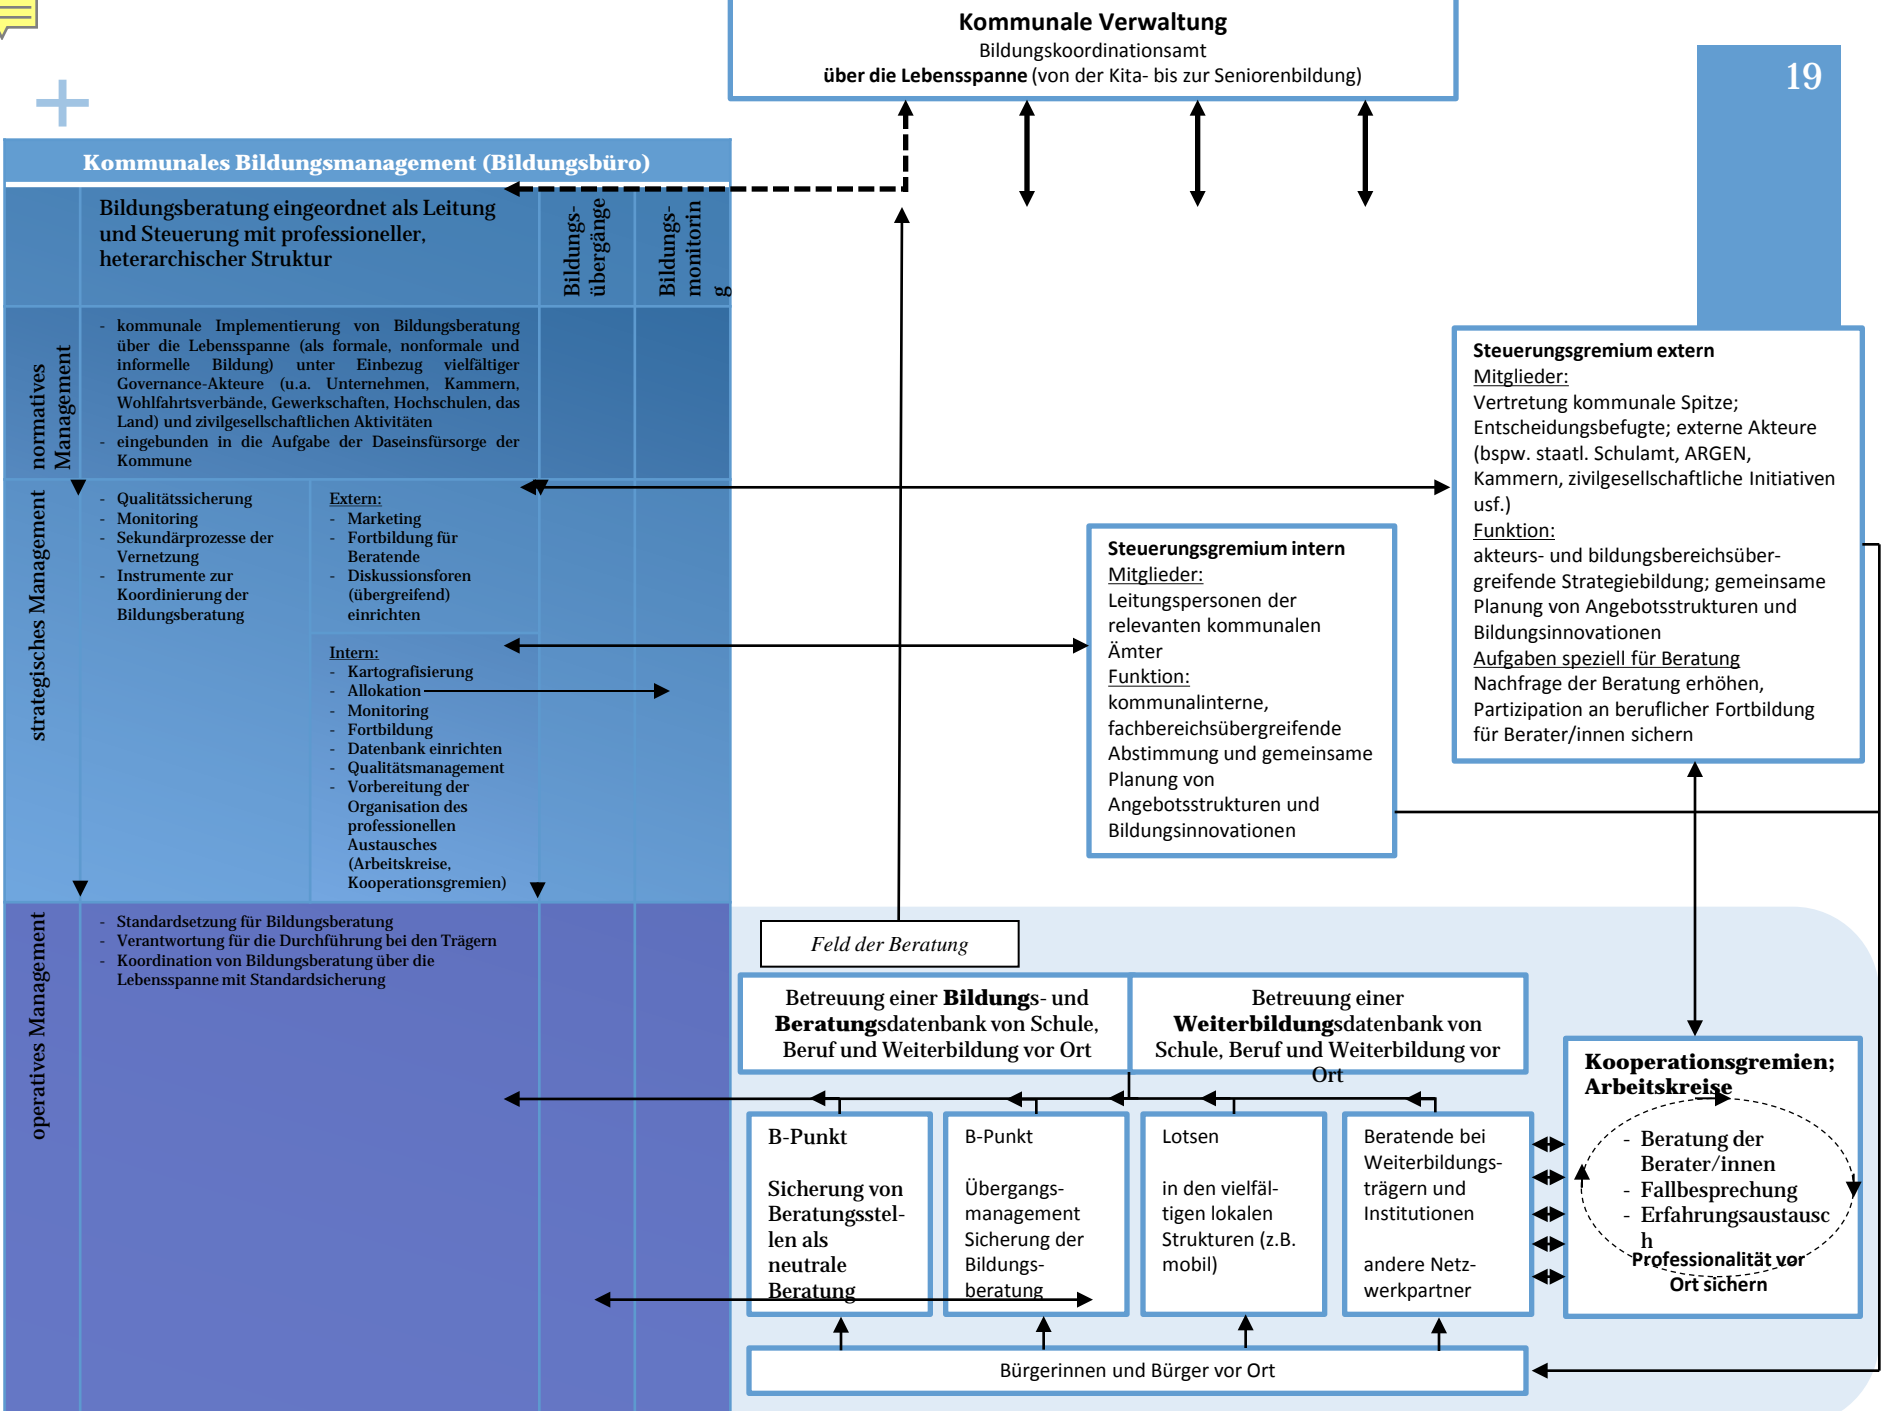 Kommunale Verwaltung
Bildungskoordinationsamt
über die Lebensspanne (von der Kita- bis zur Seniorenbildung)
19
Kommunales Bildungsmanagement (Bildungsbüro)
Bildungsberatung eingeordnet als Leitung
und Steuerung mit professioneller,
heterarchischer Struktur
Bildungs-
übergänge
Bildungs-
monitorin
g
normatives
Management
- kommunale Implementierung von Bildungsberatung
über die Lebensspanne (als formale, nonformale und
informelle Bildung) unter Einbezug vielfältiger
Governance-Akteure (u.a. Unternehmen, Kammern,
Wohlfahrtsverbände, Gewerkschaften, Hochschulen, das
Land) und zivilgesellschaftlichen Aktivitäten
- eingebunden in die Aufgabe der Daseinsfürsorge der
Kommune
strategisches Management
- Qualitätssicherung
- Monitoring
- Sekundärprozesse der
Vernetzung
- Instrumente zur
Koordinierung der
Bildungsberatung
Extern:
- Marketing
- Fortbildung für
Beratende
- Diskussionsforen
(übergreifend)
einrichten
Intern:
- Kartografisierung
- Allokation
- Monitoring
- Fortbildung
- Datenbank einrichten
- Qualitätsmanagement
- Vorbereitung der
Organisation des
professionellen
Austausches
(Arbeitskreise,
Kooperationsgremien)
operatives Management
- Standardsetzung für Bildungsberatung
- Verantwortung für die Durchführung bei den Trägern
- Koordination von Bildungsberatung über die
Lebensspanne mit Standardsicherung
Steuerungsgremium intern
Mitglieder:
Leitungspersonen der
relevanten kommunalen
Ämter
Funktion:
kommunalinterne,
fachbereichsübergreifende
Abstimmung und gemeinsame
Planung von
Angebotsstrukturen und
Bildungsinnovationen
Steuerungsgremium extern
Mitglieder:
Vertretung kommunale Spitze;
Entscheidungsbefugte; externe Akteure
(bspw. staatl. Schulamt, ARGEN,
Kammern, zivilgesellschaftliche Initiativen
usf.)
Funktion:
akteurs- und bildungsbereichsüber-
greifende Strategiebildung; gemeinsame
Planung von Angebotsstrukturen und
Bildungsinnovationen
Aufgaben speziell für Beratung
Nachfrage der Beratung erhöhen,
Partizipation an beruflicher Fortbildung
für Berater/innen sichern
Feld der Beratung
Betreuung einer Bildungs- und
Beratungsdatenbank von Schule,
Beruf und Weiterbildung vor Ort
Betreuung einer
Weiterbildungsdatenbank von
Schule, Beruf und Weiterbildung vor
Ort
B-Punkt
Sicherung von
Beratungsstel-
len als
neutrale
Beratung
B-Punkt
Übergangs-
management
Sicherung der
Bildungs-
beratung
Lotsen
in den vielfäl-
tigen lokalen
Strukturen (z.B.
mobil)
Beratende bei
Weiterbildungs-
trägern und
Institutionen
andere Netz-
werkpartner
Kooperationsgremien;
Arbeitskreise
- Beratung der
Berater/innen
- Fallbesprechung
- Erfahrungsaustausc
h
Professionalität vor
Ort sichern
Bürgerinnen und Bürger vor Ort